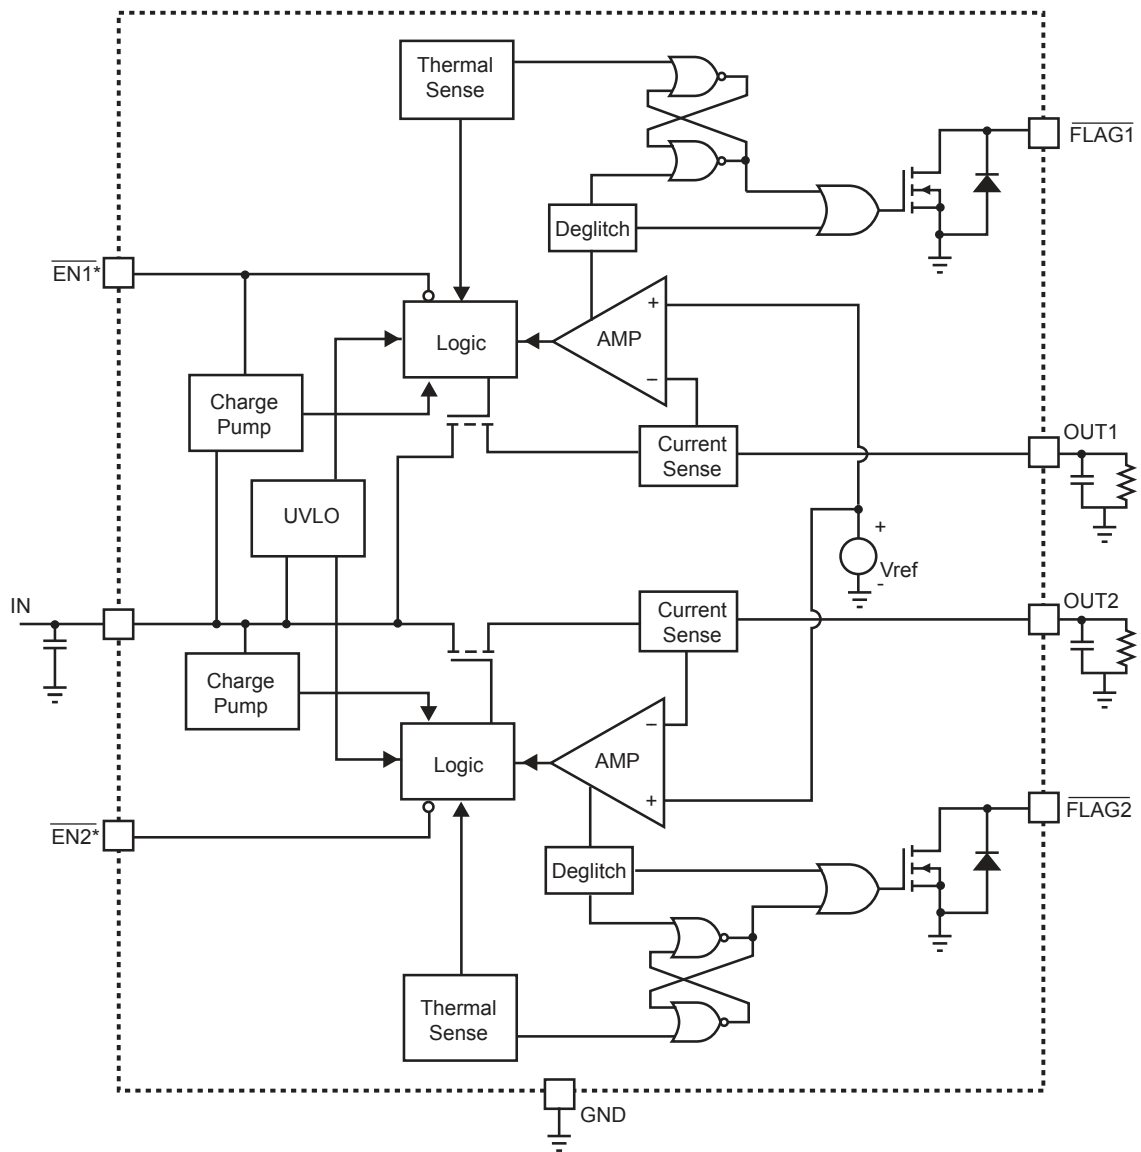 Thermal
Sense
FLAG1
Deglitch
EN1*
+
AMP
Logic
−
Charge
Pump
OUT1
Current
Sense
UVLO
+
Vref
-
IN
Current
Sense
OUT2
Charge
Pump
−
AMP
Logic
+
FLAG2
EN2*
Deglitch
Thermal
Sense
GND